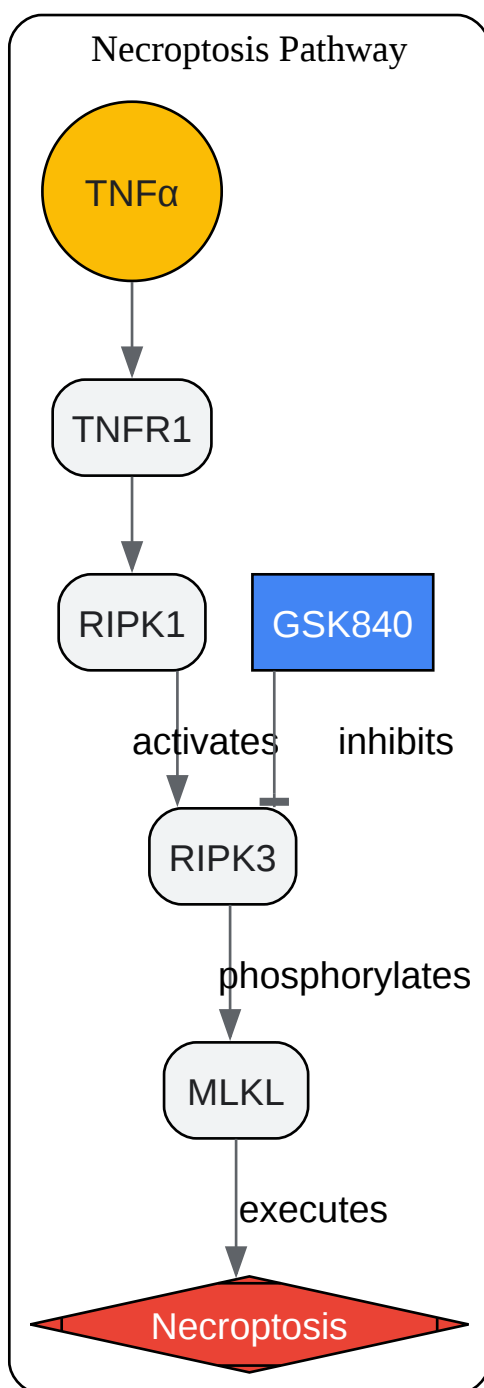 Necroptosis Pathway
TNFα
TNFR1
RIPK1
GSK840
activates
inhibits
RIPK3
phosphorylates
MLKL
executes
Necroptosis